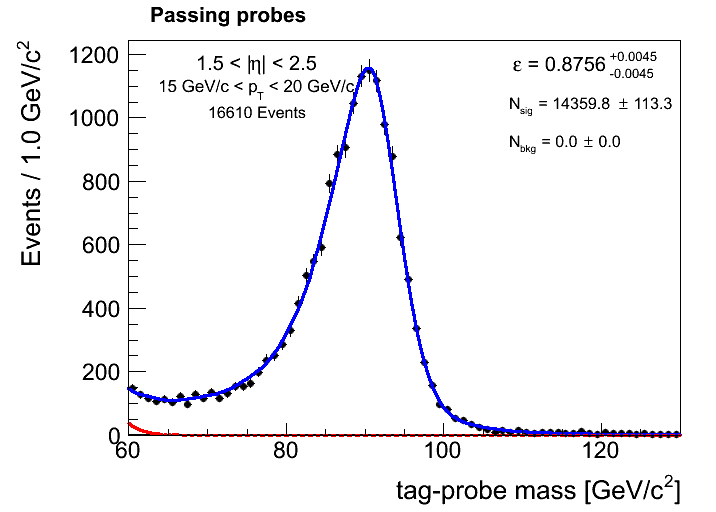 Passing probes
1.5 < |η| < 2.5
15 GeV/c < p_T < 20 GeV/c
16610 Events
ε = 0.8756 +0.0045 -0.0045
N_sig = 14359.8 ± 113.3
N_bkg = 0.0 ± 0.0
Events / 1.0 GeV/c²
1200
1000
800
600
400
200
0
60 80 100 120
tag-probe mass [GeV/c²]